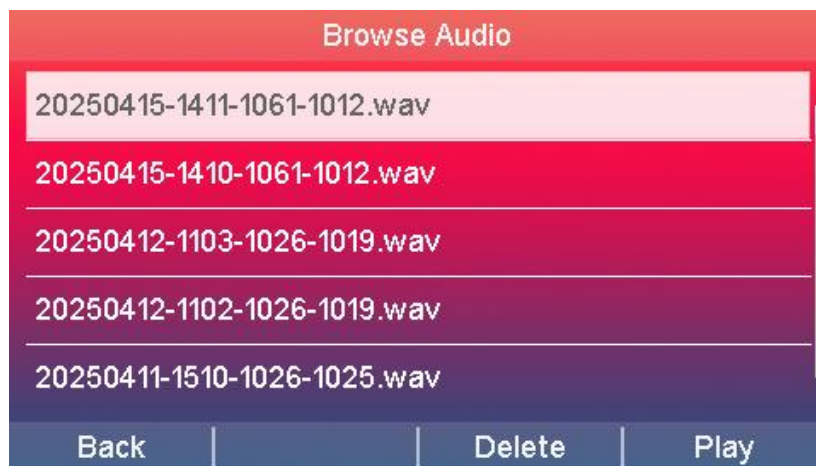 Browse Audio
20250415-1411-1061-1012.wav
20250415-1410-1061-1012.wav
20250412-1103-1026-1019.wav
20250412-1102-1026-1019.wav
20250411-1510-1026-1025.wav
Back Delete Play